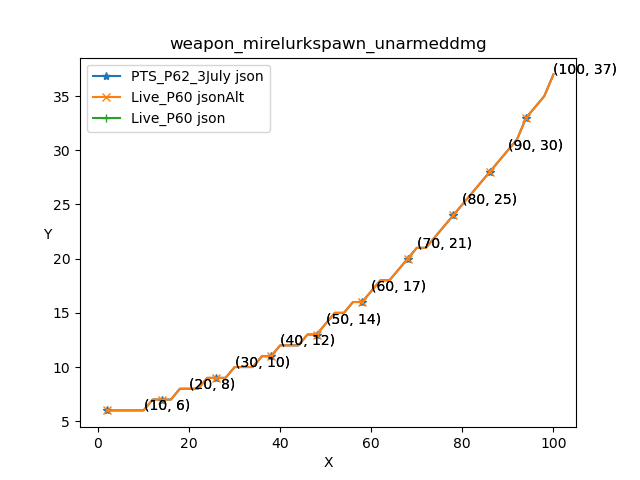 weapon_mirelurkspawn_unarmeddmg
PTS_P62_3July json
Live_P60 jsonAlt
Live_P60 json
(100, 37)
35
(90, 30)
30
(80, 25)
25
(70, 21)
Y
20
(60, 17)
15
(50, 14)
(40, 12)
10
(30, 10)
(20, 8)
(10, 6)
5
0 20 40 60 80 100
X